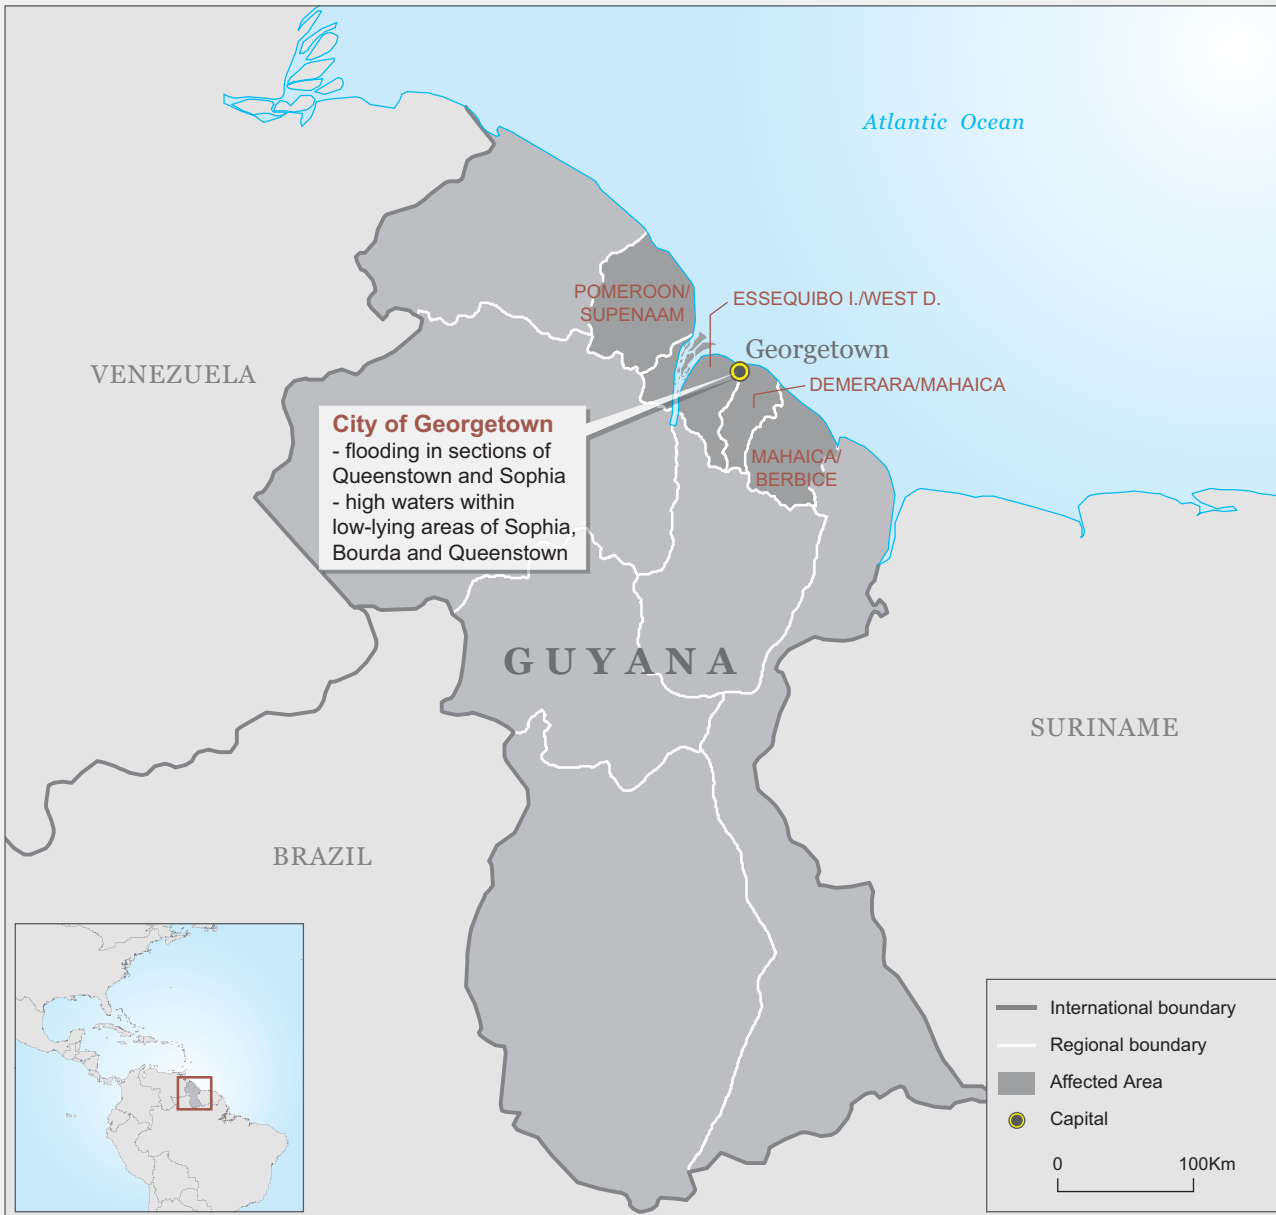 Atlantic Ocean
POMEROON/
SUPENAAM
ESSEQUIBO I./WEST D.
Georgetown
VENEZUELA
DEMERARA/MAHAICA
City of Georgetown
- flooding in sections of
Queenstown and Sophia
- high waters within
low-lying areas of Sophia,
Bourda and Queenstown
MAHAICA/
BERBICE
GUYANA
SURINAME
BRAZIL
International boundary
Regional boundary
Affected Area
Capital
0 100Km